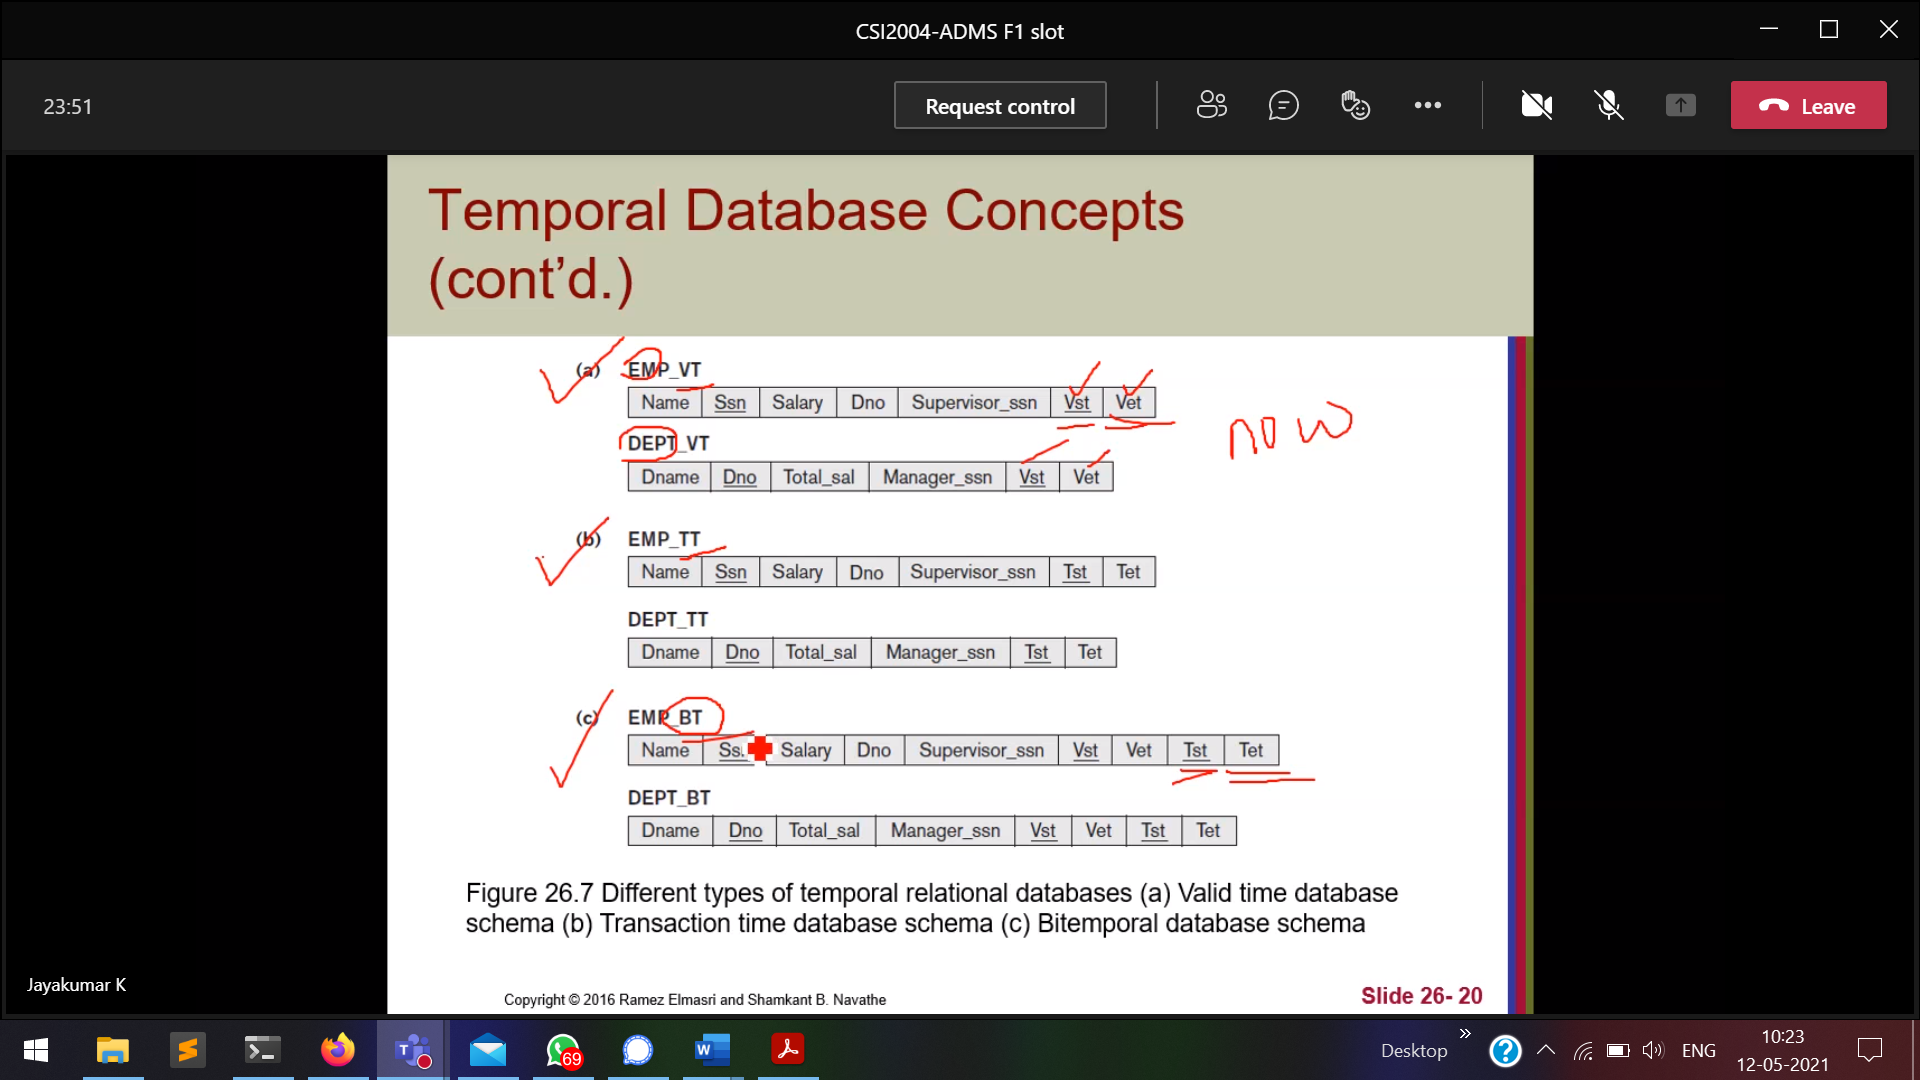 CSI2004-ADMS F1 slot
23:51
Request control
Leave
Temporal Database Concepts
(cont’d.)
(a) EMP_VT
Name Ssn Salary Dno Supervisor_ssn Vst Vet
now
DEPT_VT
Dname Dno Total_sal Manager_ssn Vst Vet
(b) EMP_TT
Name Ssn Salary Dno Supervisor_ssn Tst Tet
DEPT_TT
Dname Dno Total_sal Manager_ssn Tst Tet
(c) EMP_BT
Name Ssn Salary Dno Supervisor_ssn Vst Vet Tst Tet
DEPT_BT
Dname Dno Total_sal Manager_ssn Vst Vet Tst Tet
Figure 26.7 Different types of temporal relational databases (a) Valid time database
schema (b) Transaction time database schema (c) Bitemporal database schema
Jayakumar K
Copyright © 2016 Ramez Elmasri and Shamkant B. Navathe
Slide 26- 20
69
Desktop
ENG
10:23
12-05-2021